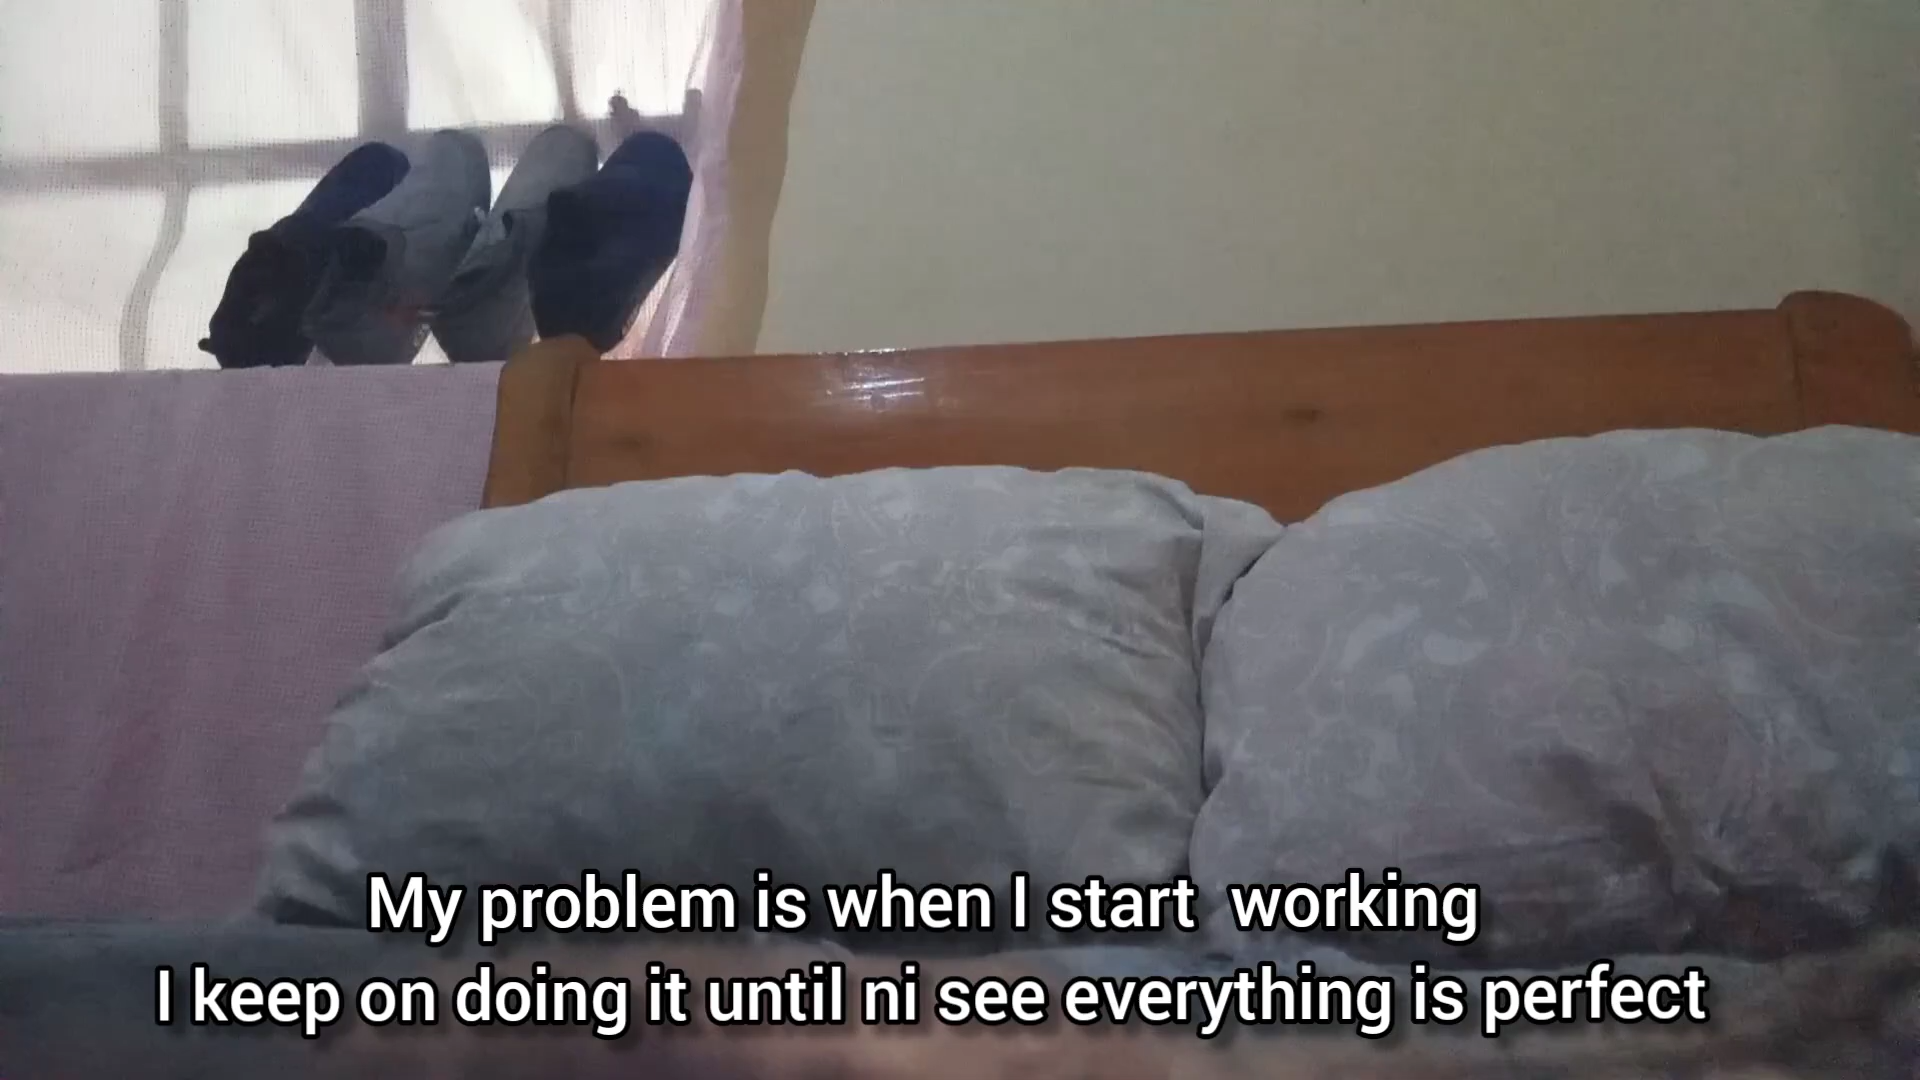 My problem is when I start working
I keep on doing it until ni see everything is perfect